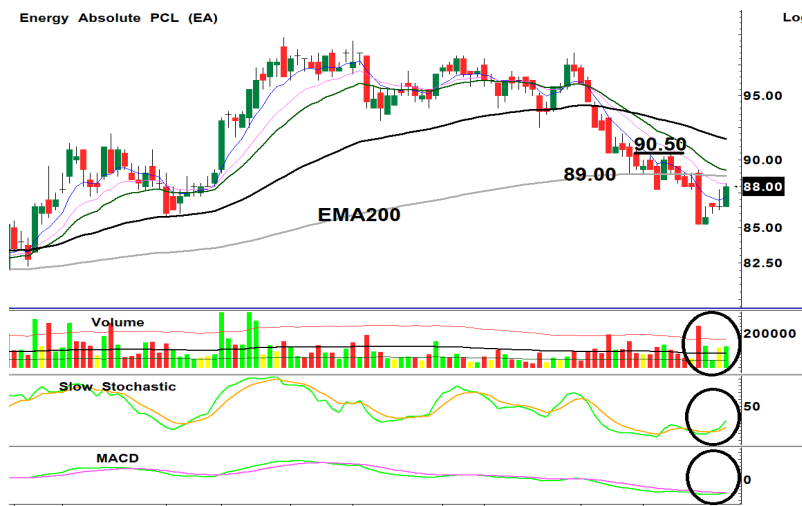 Energy Absolute PCL (EA)
Log
95.00
90.50
90.00
89.00
88.00
EMA200
85.00
82.50
Volume
200000
Slow Stochastic
50
MACD
0